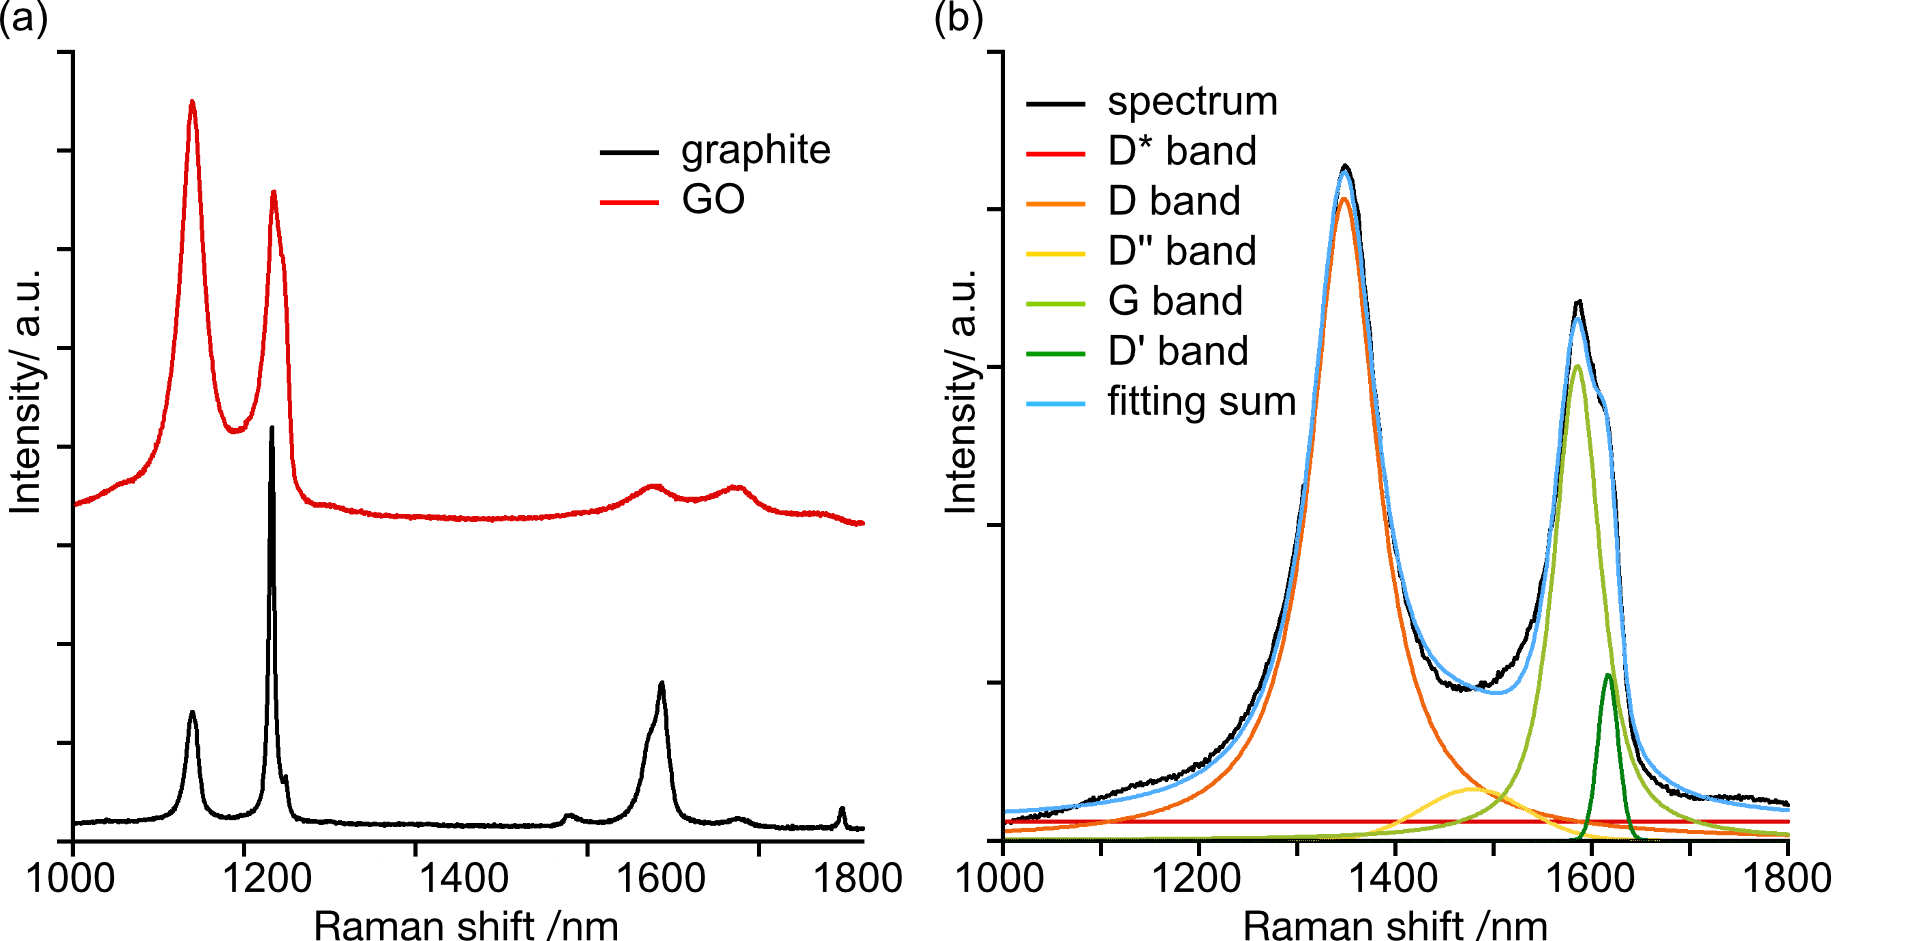 (a)
graphite
GO
Intensity/ a.u.
1000 1200 1400 1600 1800
Raman shift /nm
(b)
spectrum
D* band
D band
D" band
G band
D' band
fitting sum
Intensity/ a.u.
1000 1200 1400 1600 1800
Raman shift /nm